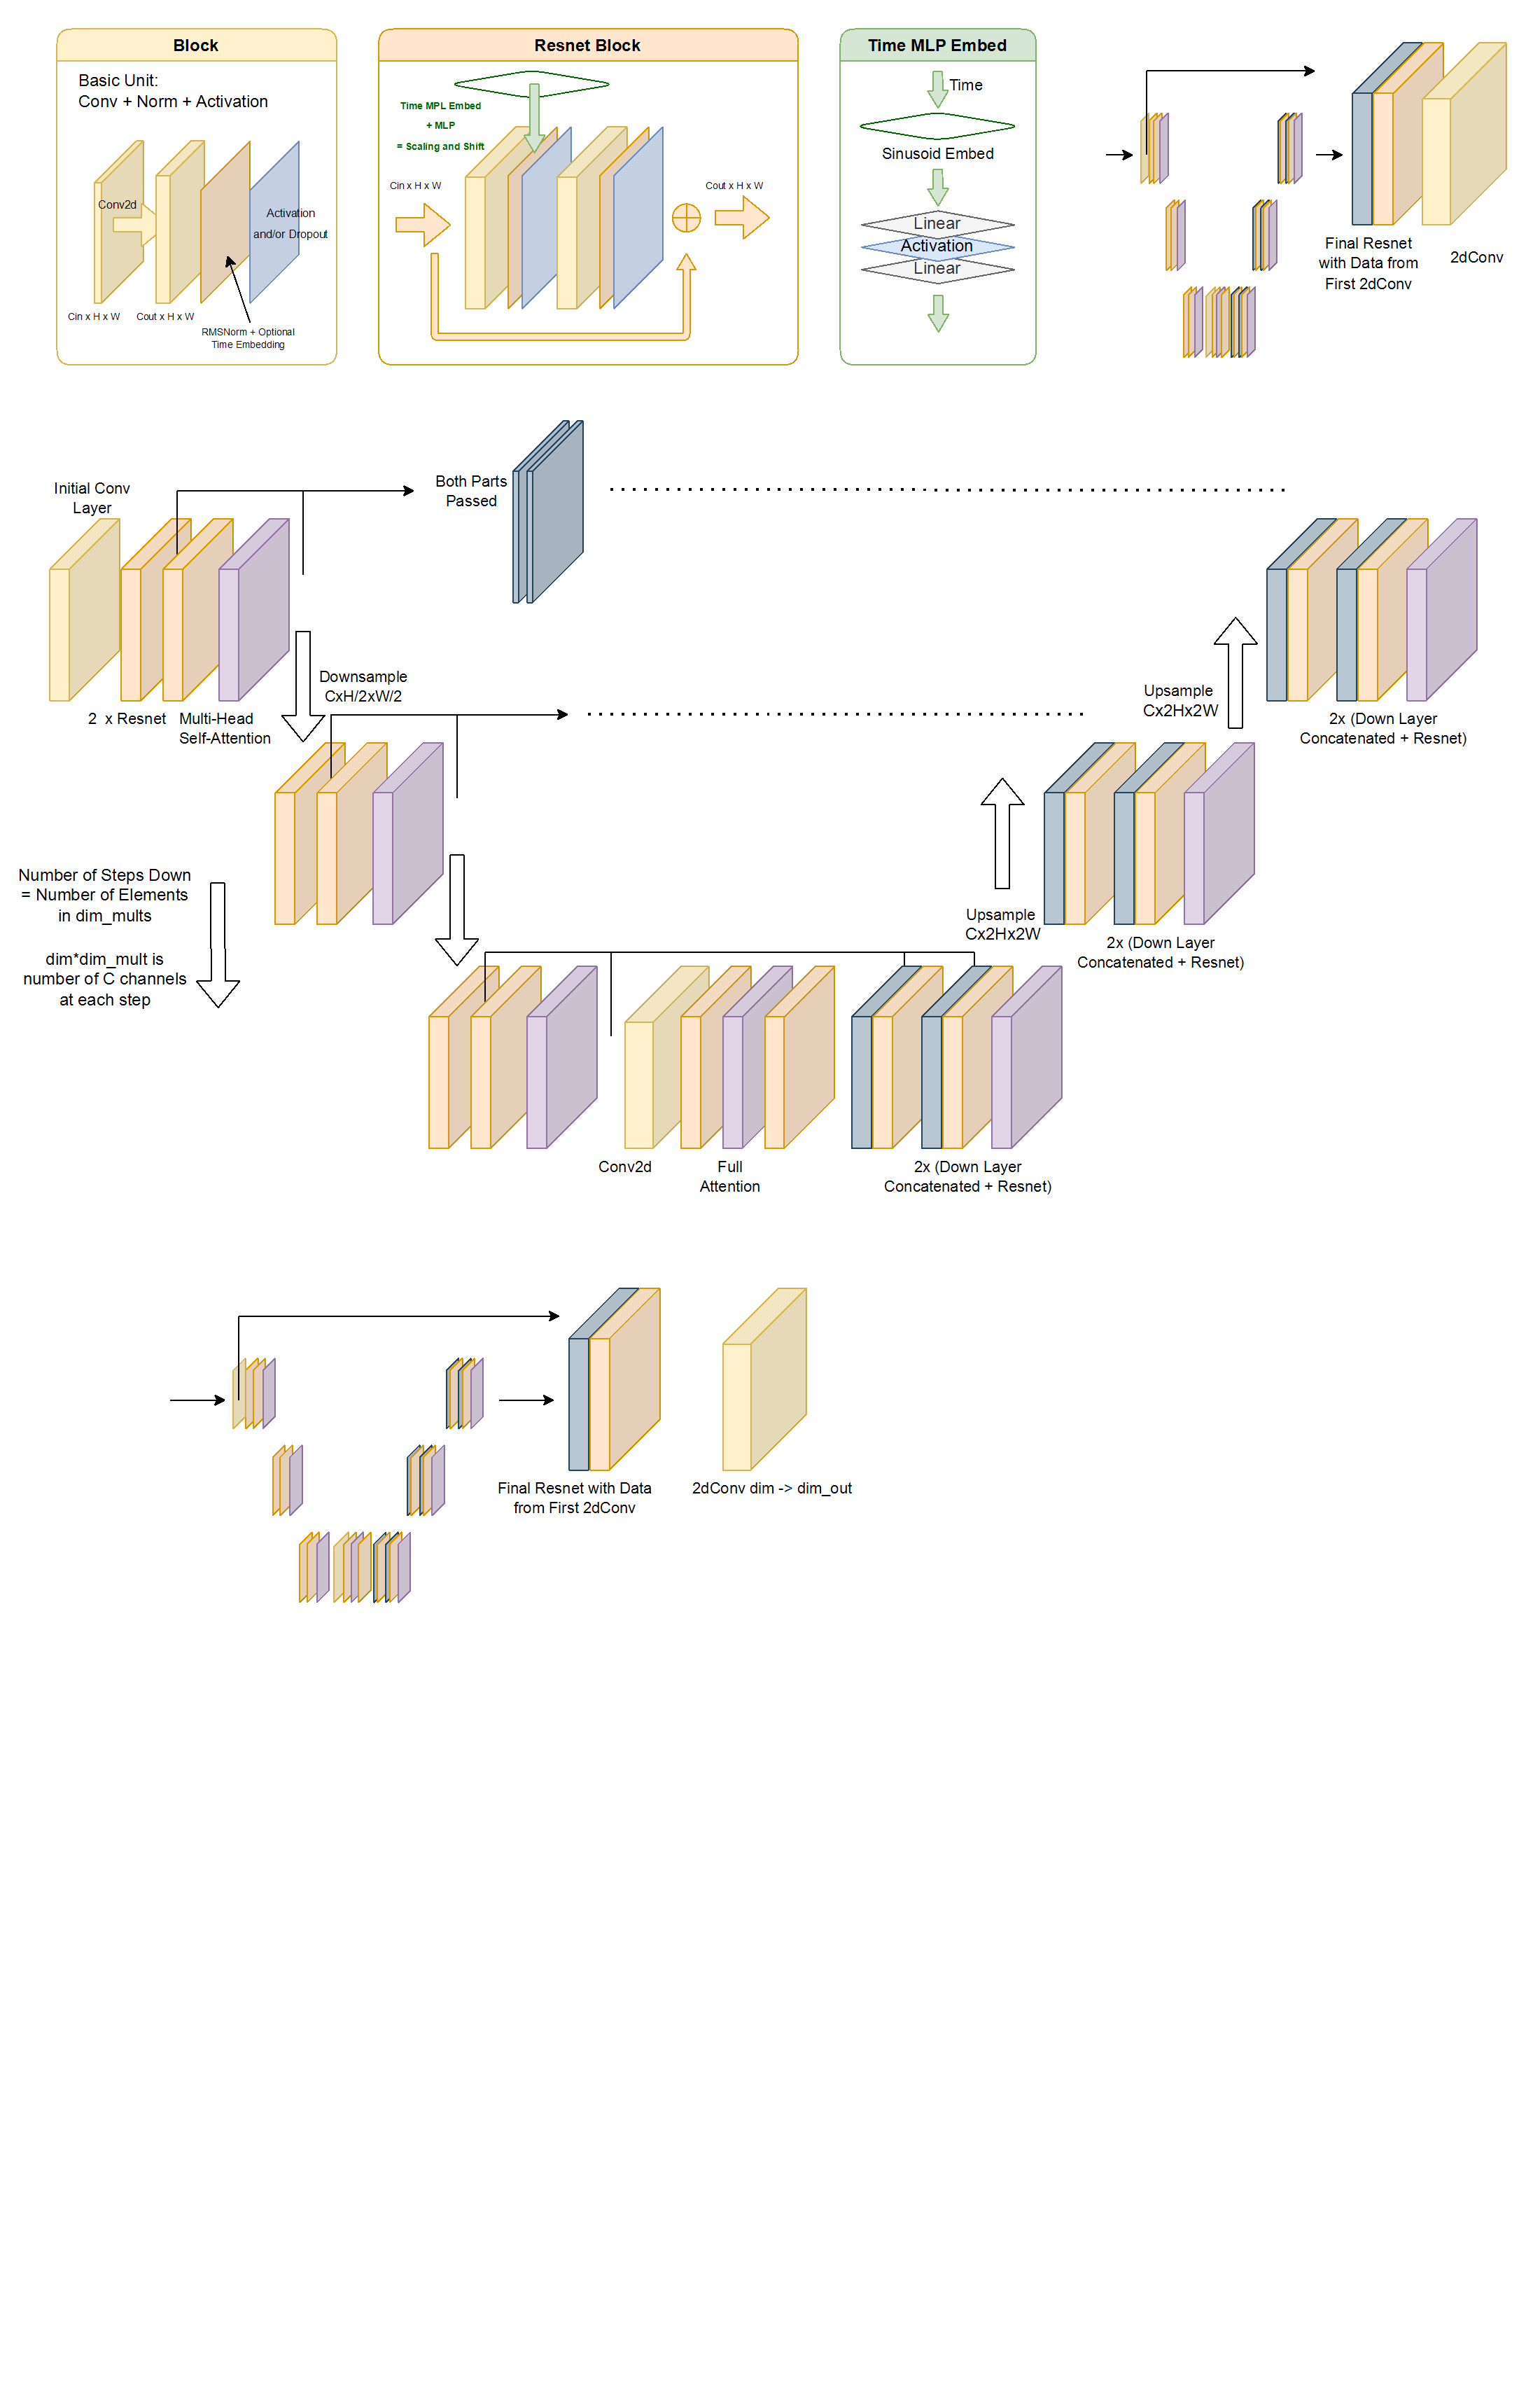 Block
Basic Unit:
Conv + Norm + Activation
Conv2d
Activation
and/or Dropout
Cin x H x W
Cout x H x W
RMSNorm + Optional
Time Embedding
Resnet Block
Time MPL Embed
+ MLP
= Scaling and Shift
Cin x H x W
Cout x H x W
Time MLP Embed
Time
Sinusoid Embed
Linear
Activation
Linear
Final Resnet
with Data from
First 2dConv
2dConv
Initial Conv
Layer
Both Parts
Passed
2 x Resnet
Multi-Head
Self-Attention
Downsample
CxH/2xW/2
Upsample
Cx2Hx2W
2x (Down Layer
Concatenated + Resnet)
Number of Steps Down
= Number of Elements
in dim_mults
dim*dim_mult is
number of C channels
at each step
Upsample
Cx2Hx2W
2x (Down Layer
Concatenated + Resnet)
Conv2d
Full
Attention
2x (Down Layer
Concatenated + Resnet)
Final Resnet with Data
from First 2dConv
2dConv dim -> dim_out